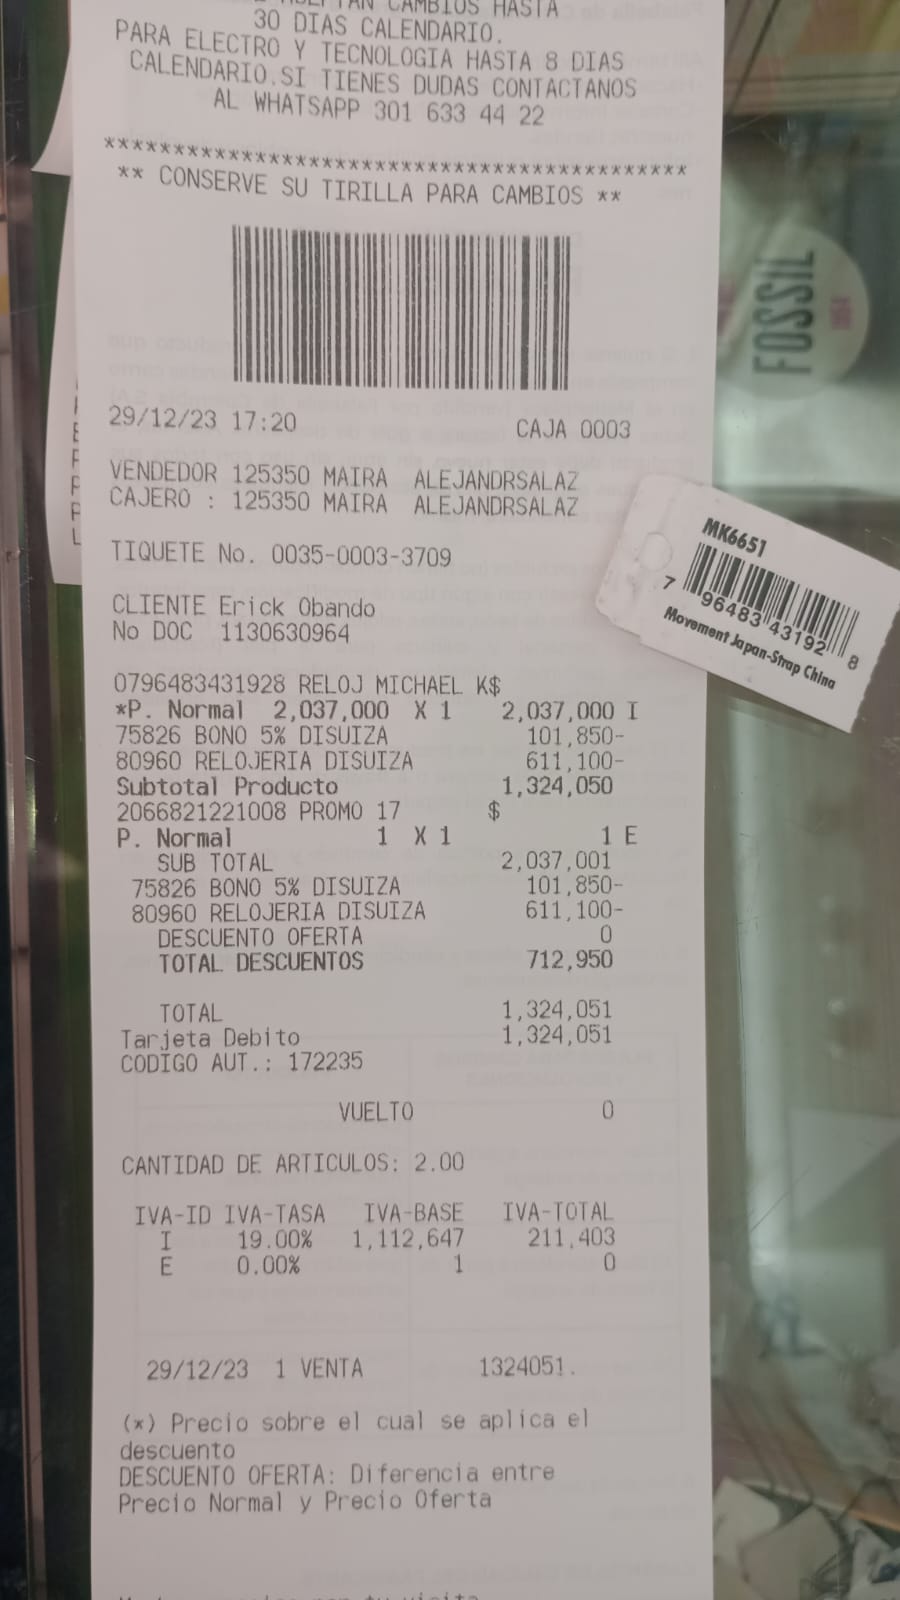 CAMBIOS HASTA
30 DIAS CALENDARIO.
PARA ELECTRO Y TECNOLOGIA HASTA 8 DIAS
CALENDARIO.SI TIENES DUDAS CONTACTANOS
AL WHATSAPP 301 633 44 22
*******************************************
** CONSERVE SU TIRILLA PARA CAMBIOS **
29/12/23 17:20 CAJA 0003
VENDEDOR 125350 MAIRA ALEJANDRSALAZ
CAJERO : 125350 MAIRA ALEJANDRSALAZ
TIQUETE No. 0035-0003-3709
CLIENTE Erick Obando
No DOC 1130630964
0796483431928 RELOJ MICHAEL K$
*P. Normal 2,037,000 X 1 2,037,000 I
75826 BONO 5% DISUIZA 101,850-
80960 RELOJERIA DISUIZA 611,100-
Subtotal Producto 1,324,050
2066821221008 PROMO 17 $
P. Normal 1 X 1 1 E
SUB TOTAL 2,037,001
75826 BONO 5% DISUIZA 101,850-
80960 RELOJERIA DISUIZA 611,100-
DESCUENTO OFERTA 0
TOTAL DESCUENTOS 712,950
TOTAL 1,324,051
Tarjeta Debito 1,324,051
CODIGO AUT.: 172235
VUELTO 0
CANTIDAD DE ARTICULOS: 2.00
IVA-ID IVA-TASA IVA-BASE IVA-TOTAL
I 19.00% 1,112,647 211,403
E 0.00% 1 0
29/12/23 1 VENTA 1324051.
(*) Precio sobre el cual se aplica el
descuento
DESCUENTO OFERTA: Diferencia entre
Precio Normal y Precio Oferta
FOSSIL
MK6651
7 96483 43192 8
Movement Japan-Strap China